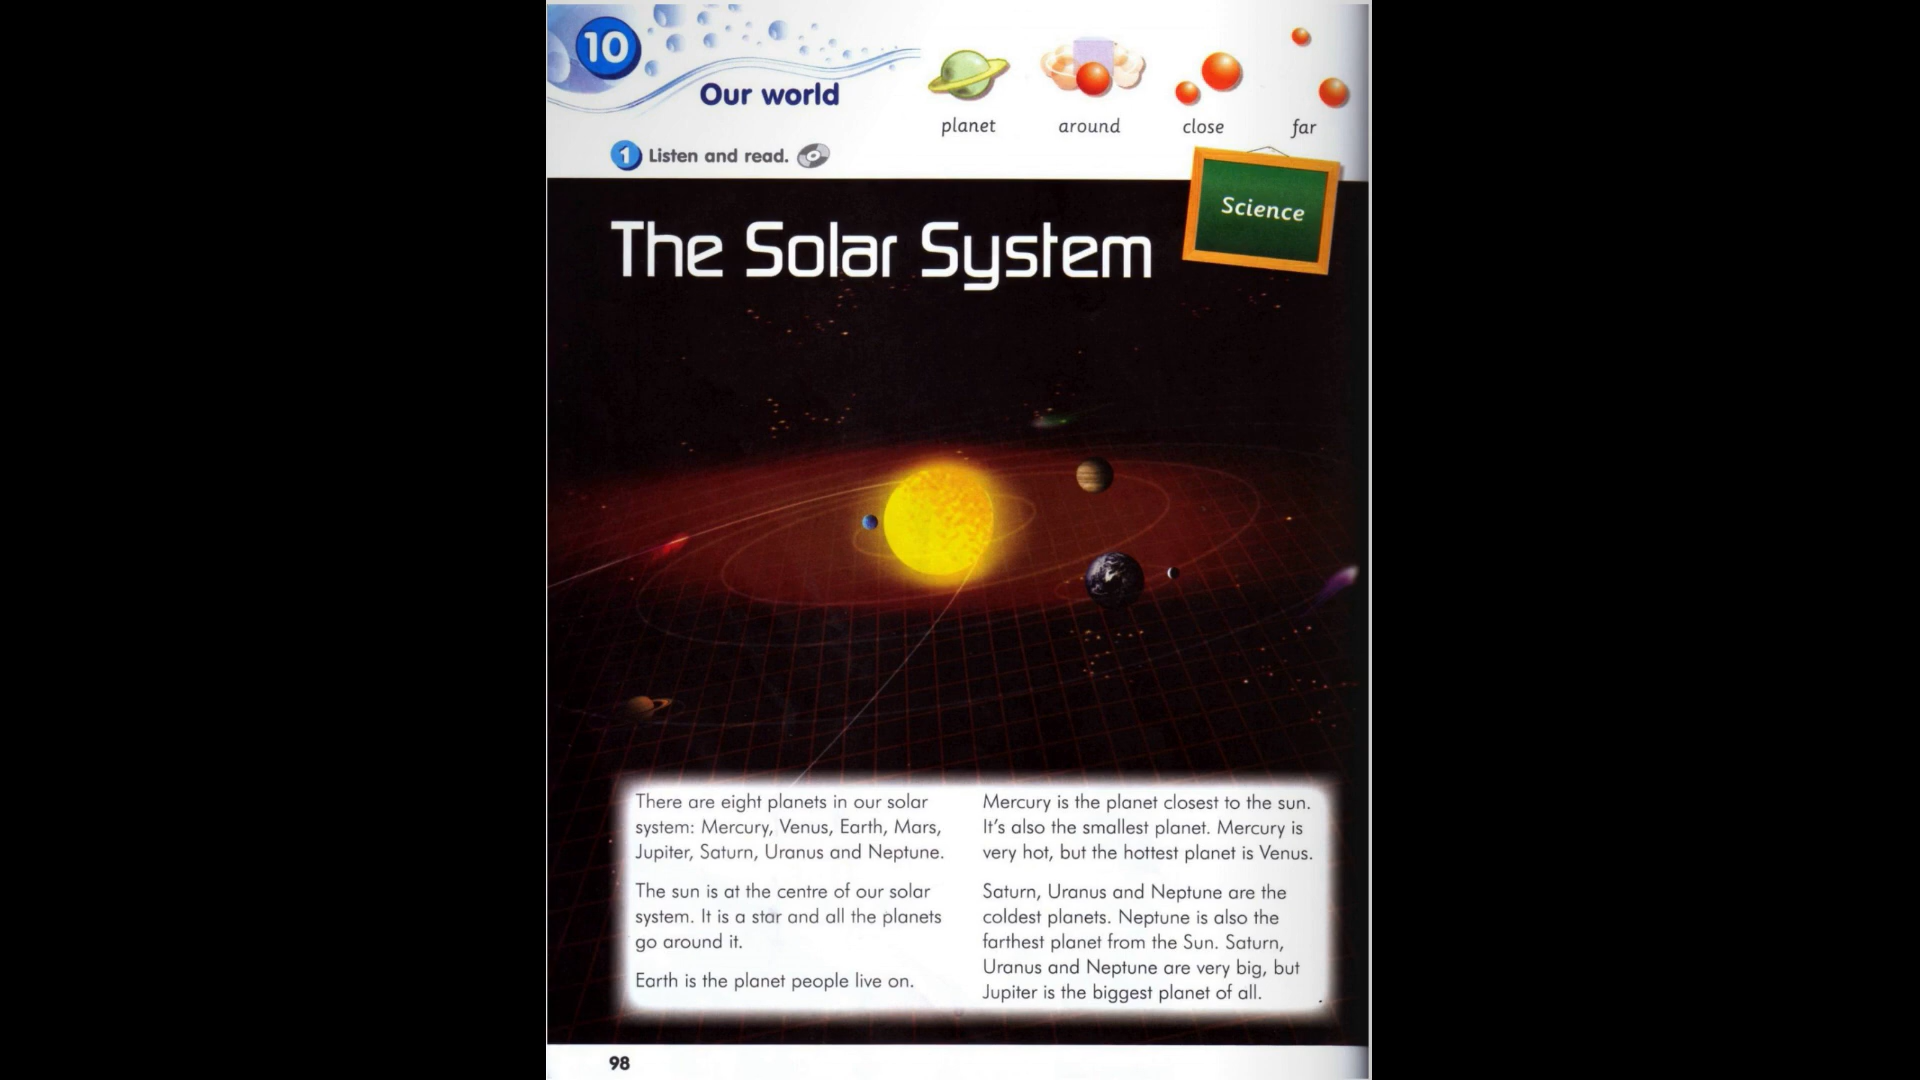 10
Our world
planet
around
close
far
1 Listen and read.
Science
The Solar System
There are eight planets in our solar
system: Mercury, Venus, Earth, Mars,
Jupiter, Saturn, Uranus and Neptune.
The sun is at the centre of our solar
system. It is a star and all the planets
go around it.
Earth is the planet people live on.
Mercury is the planet closest to the sun.
It's also the smallest planet. Mercury is
very hot, but the hottest planet is Venus.
Saturn, Uranus and Neptune are the
coldest planets. Neptune is also the
farthest planet from the Sun. Saturn,
Uranus and Neptune are very big, but
Jupiter is the biggest planet of all.
98